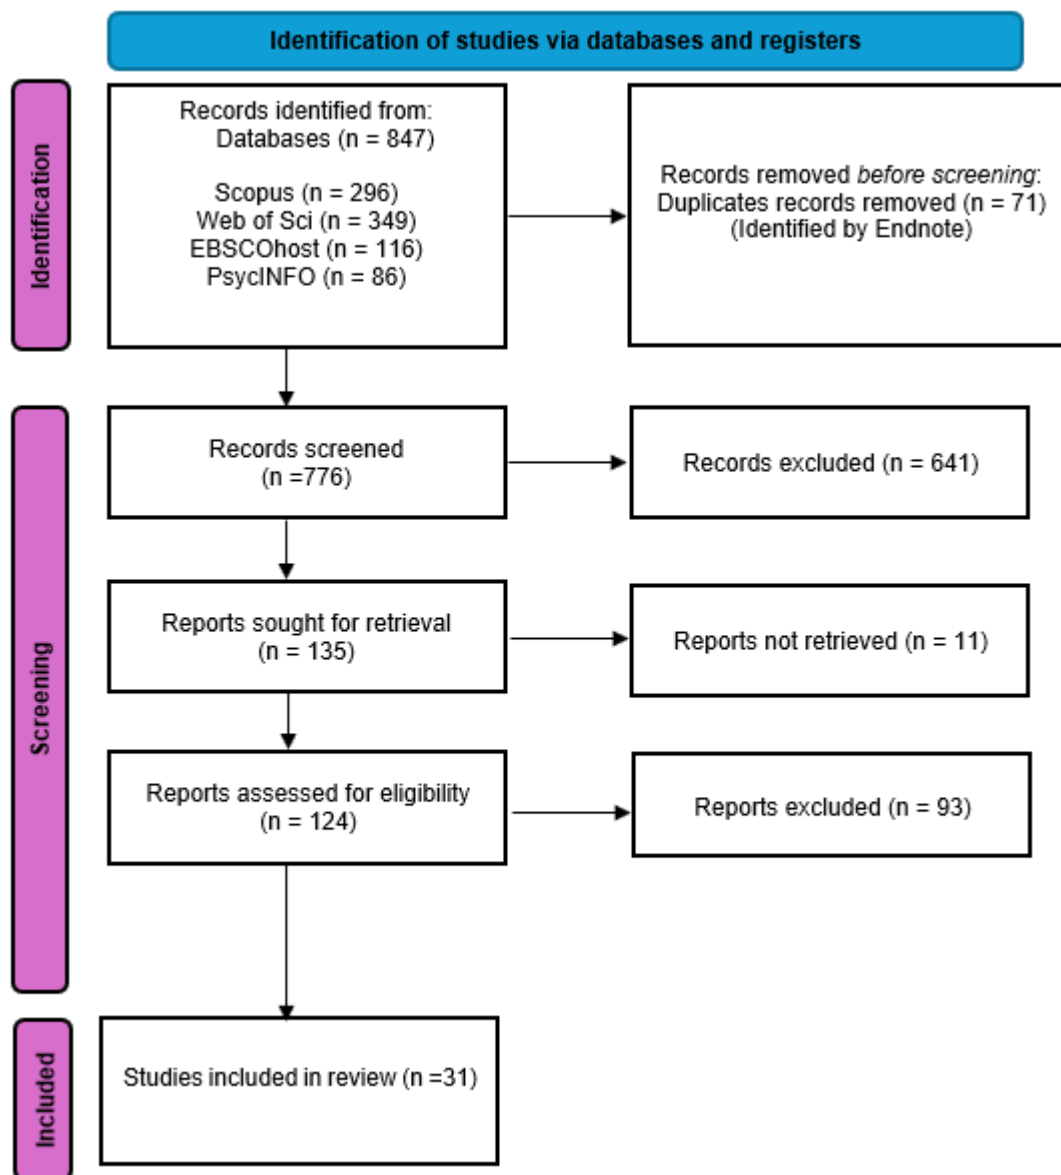 Identification of studies via databases and registers
Identification
Records identified from:
Databases (n = 847)
Scopus (n = 296)
Web of Sci (n = 349)
EBSCOhost (n = 116)
PsycINFO (n = 86)
Records removed before screening:
Duplicates records removed (n = 71)
(Identified by Endnote)
Screening
Records screened
(n =776)
Records excluded (n = 641)
Reports sought for retrieval
(n = 135)
Reports not retrieved (n = 11)
Reports assessed for eligibility
(n = 124)
Reports excluded (n = 93)
Included
Studies included in review (n =31)